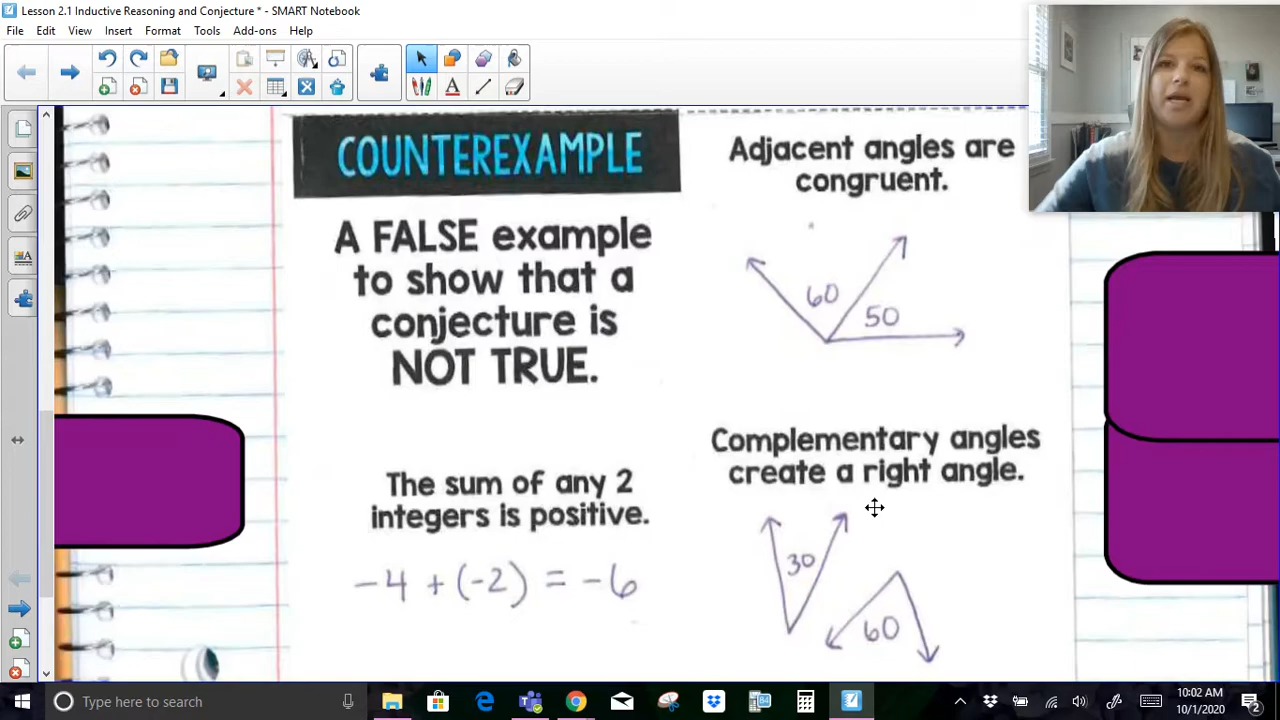 Lesson 2.1 Inductive Reasoning and Conjecture * - SMART Notebook
File Edit View Insert Format Tools Add-ons Help
COUNTEREXAMPLE
A FALSE example
to show that a
conjecture is
NOT TRUE.
The sum of any 2
integers is positive.
-4 + (-2) = -6
Adjacent angles are
congruent.
60
50
Complementary angles
create a right angle.
30
60
Type here to search
10:02 AM
10/1/2020
2